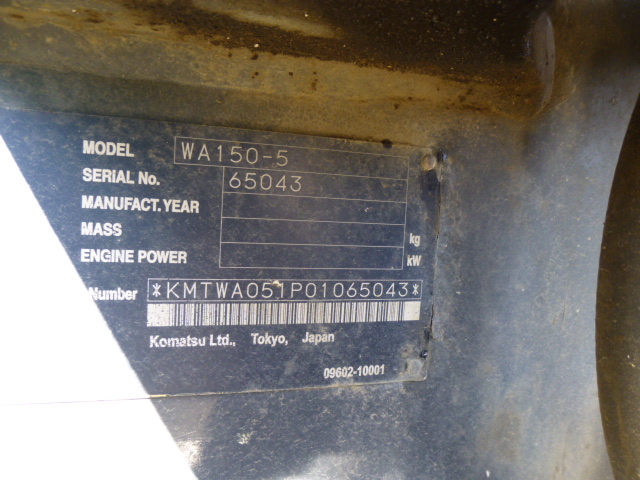 MODEL WA150-5
SERIAL No. 65043
MANUFACT. YEAR
MASS kg
ENGINE POWER kW
Number *KMTWA051P01065043*
Komatsu Ltd., Tokyo, Japan
09602-10001